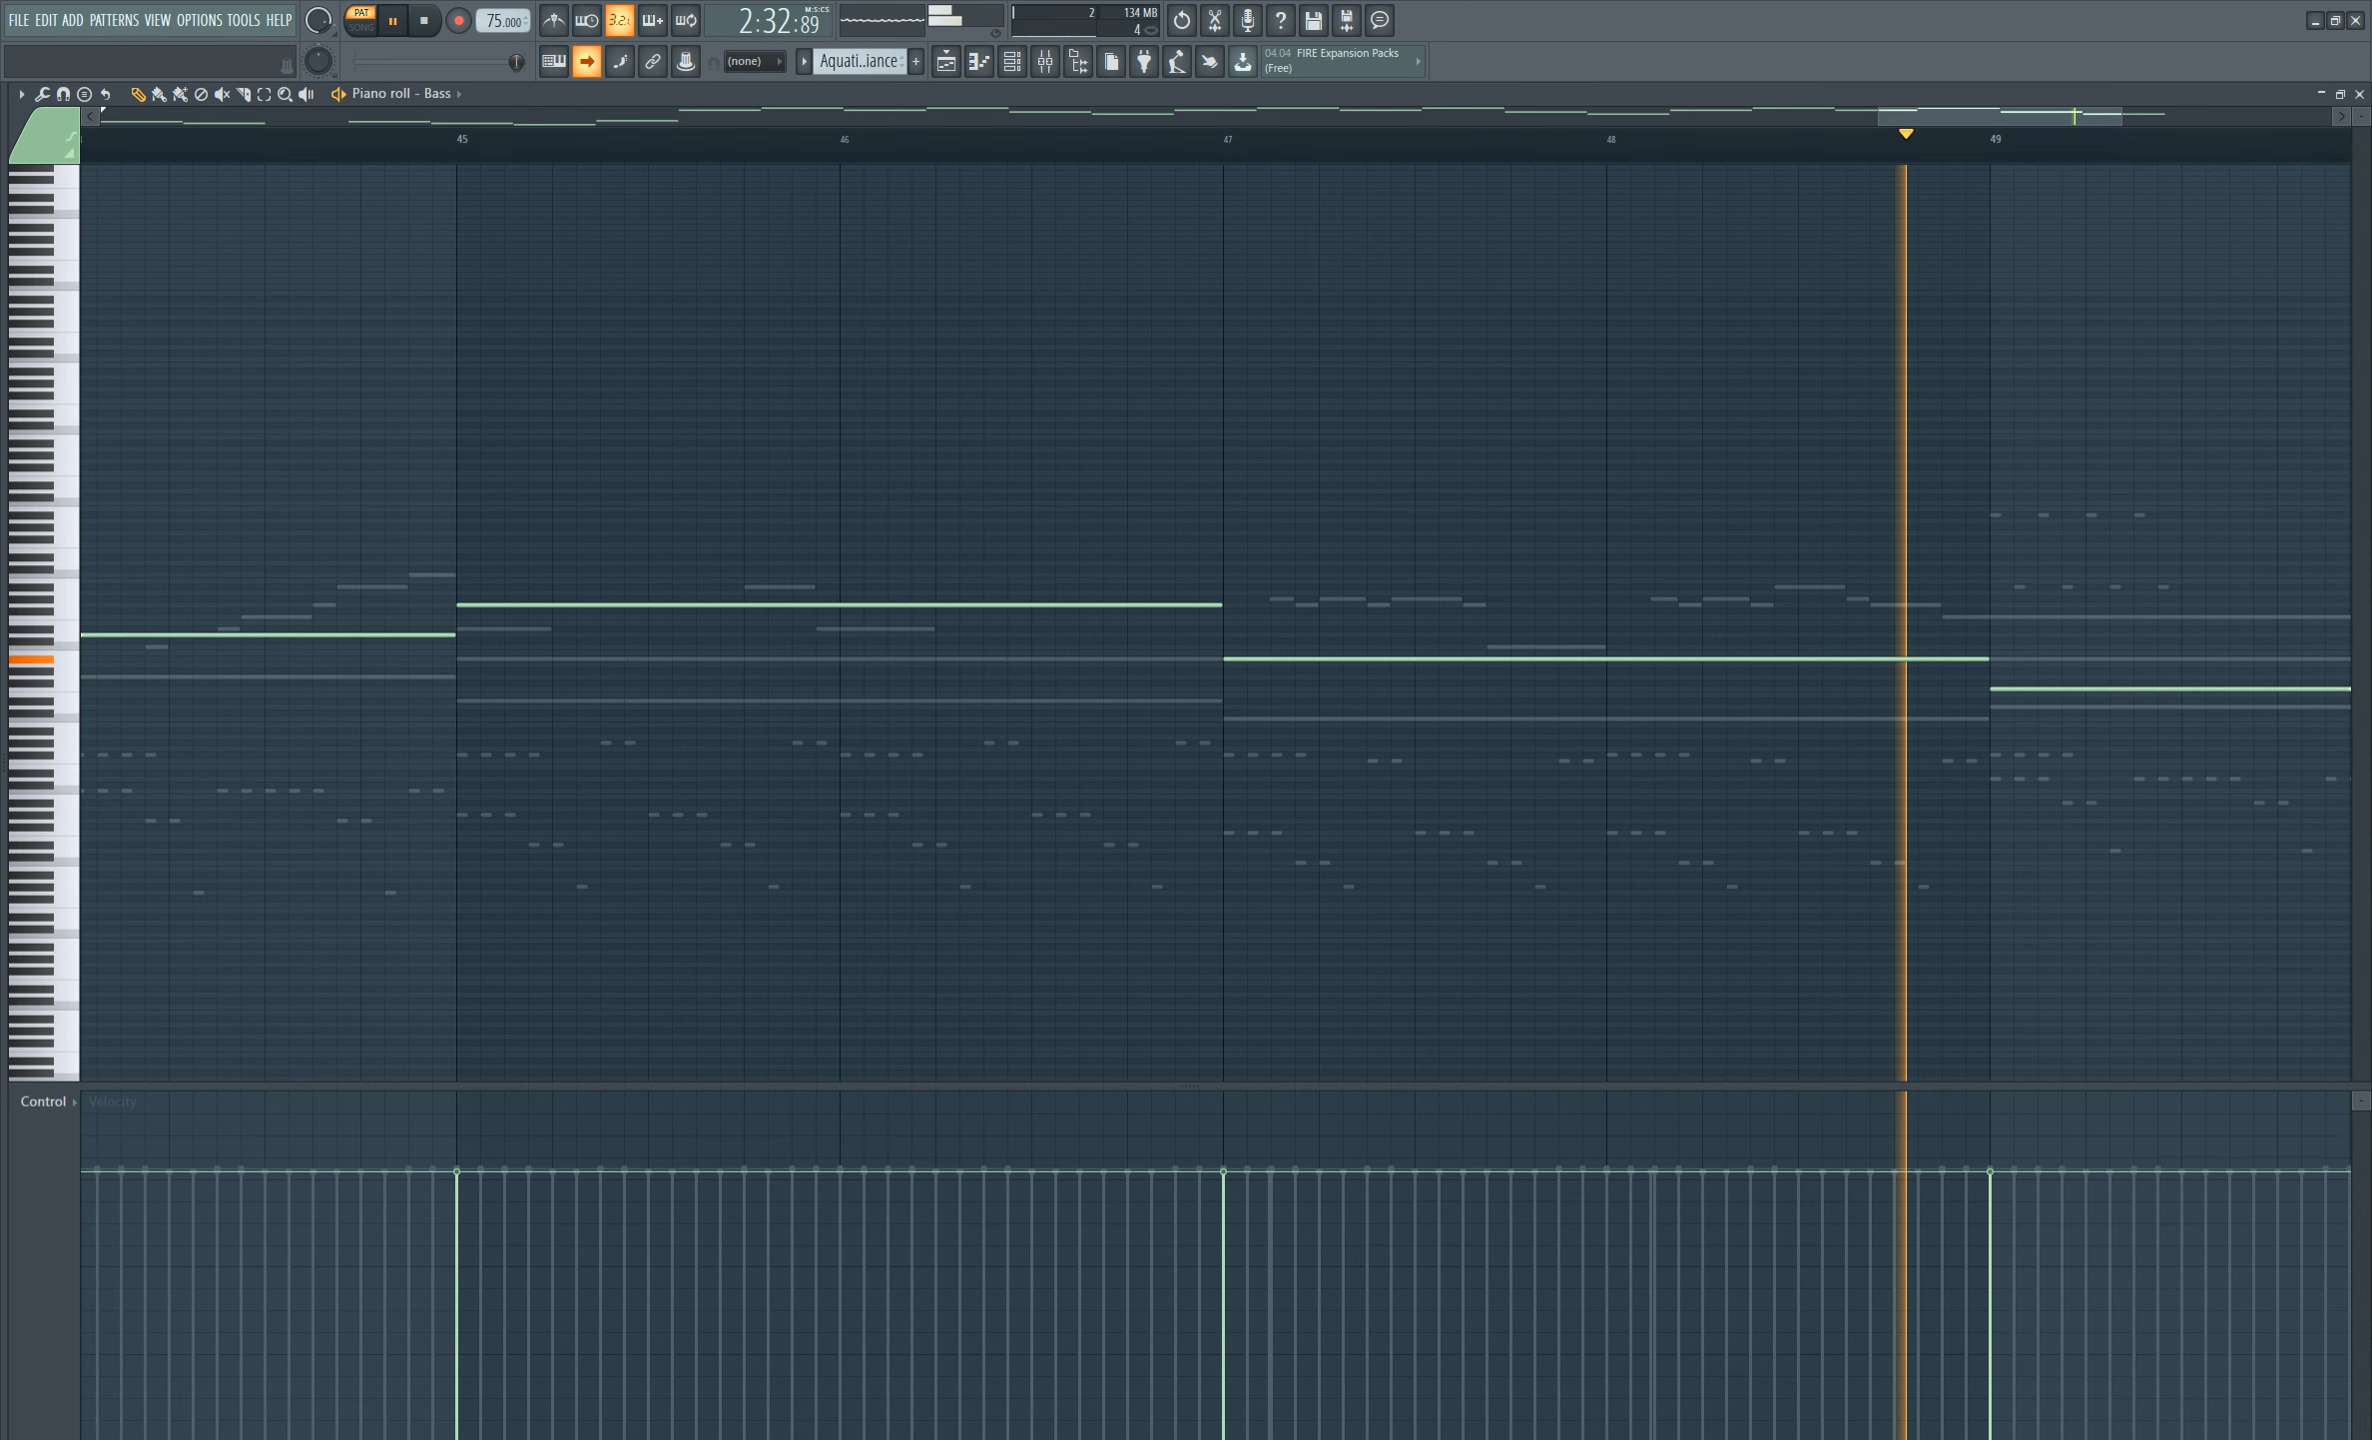 FILE EDIT ADD PATTERNS VIEW OPTIONS TOOLS HELP
PAT
SONG
75.000
3.2.
2:32:89
M:S:CS
2
134 MB
4
(none)
Aquati..iance
04.04 FIRE Expansion Packs
(Free)
Piano roll - Bass
45
46
47
48
49
Control
Velocity